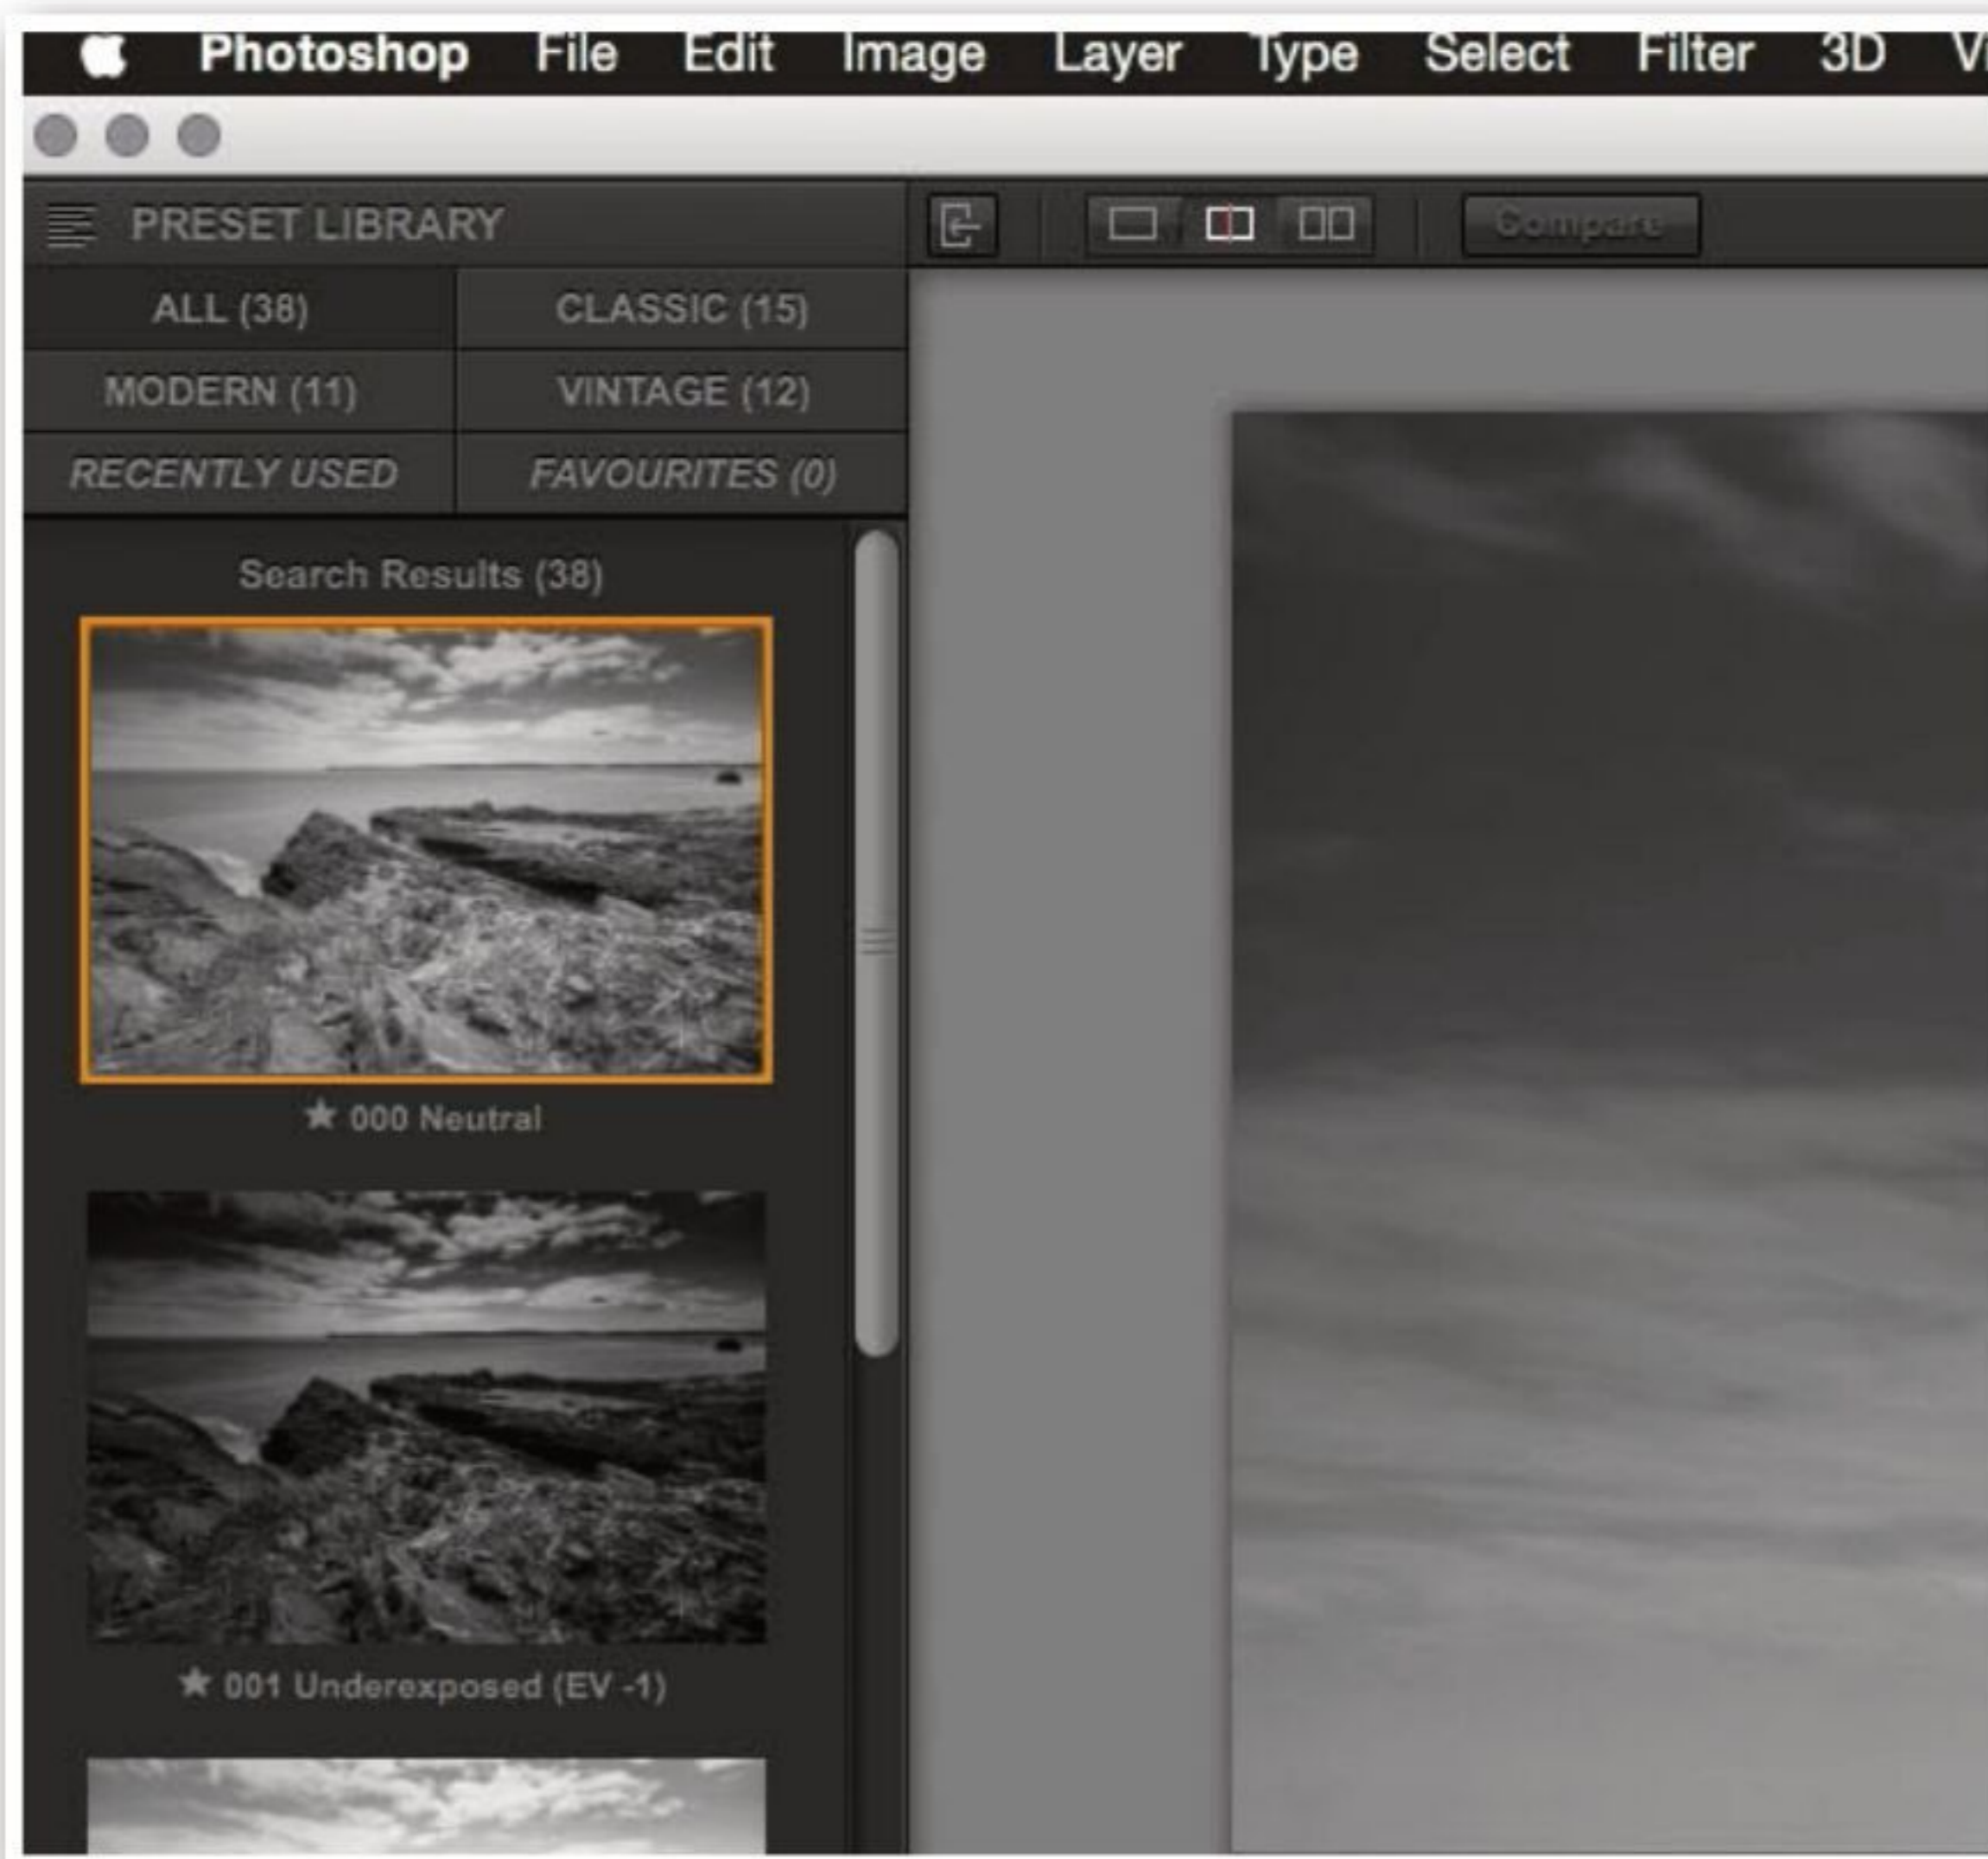 Photoshop File Edit Image Layer Type Select Filter 3D
PRESET LIBRARY
Compare
ALL (38) CLASSIC (15)
MODERN (11) VINTAGE (12)
RECENTLY USED FAVOURITES (0)
Search Results (38)
★ 000 Neutral
★ 001 Underexposed (EV -1)